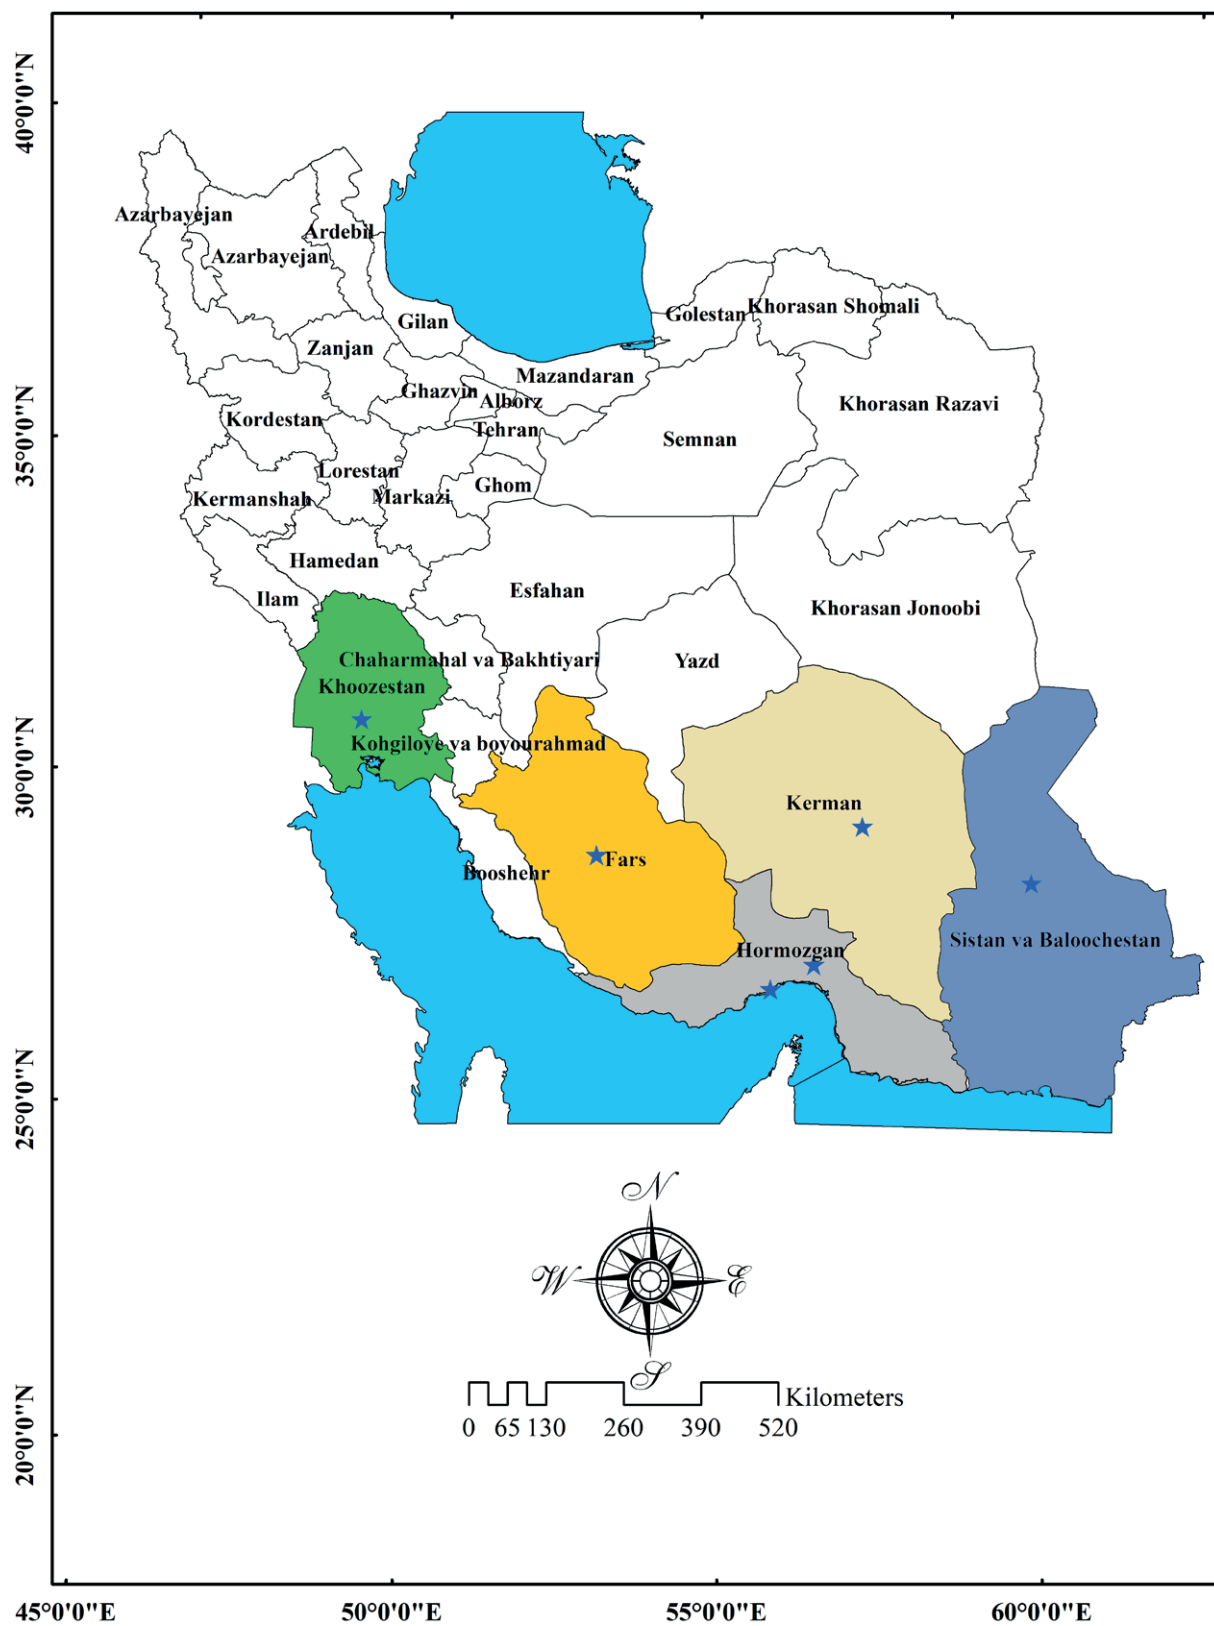 40°0'0"N
Azarbayejan
Ardebil
Azarbayejan
Golestan
Khorasan Shomali
Gilan
Zanjan
Mazandaran
Ghazvin
Alborz
Khorasan Razavi
Kordestan
Tehran
Semnan
35°0'0"N
Lorestan
Ghom
Kermanshah
Markazi
Hamedan
Esfahan
Ilam
Khorasan Jonoobi
Chaharmahal va Bakhtiyari
Yazd
Khoozestan
Kohgiloye va boyourahmad
30°0'0"N
Kerman
Fars
Booshehr
Sistan va Baloochestan
Hormozgan
25°0'0"N
N
W
E
S
Kilometers
0 65 130 260 390 520
20°0'0"N
45°0'0"E 50°0'0"E 55°0'0"E 60°0'0"E